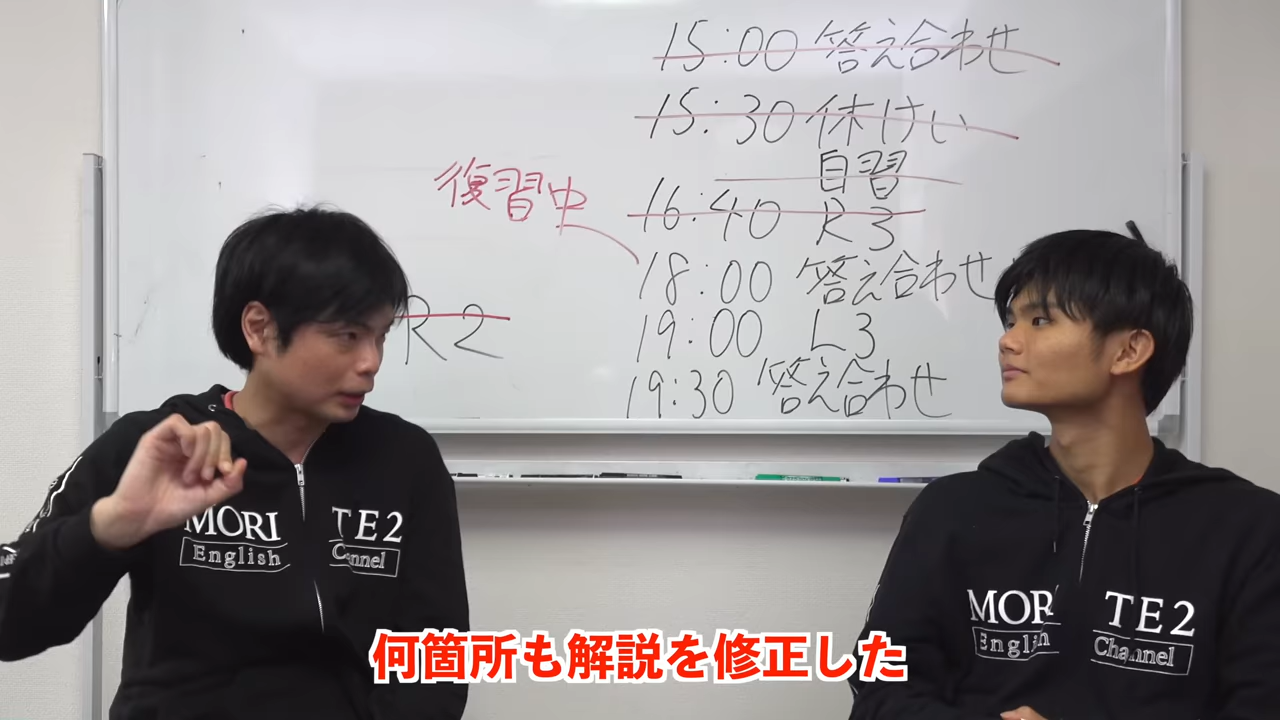 15:00 答え合わせ
15:30 休けい
自習
16:40 R3
復習中
18:00 答え合わせ
19:00 L3
19:30 答え合わせ
R2
MORI TE2
English Channel
MOR TE2
English Channel
何箇所も解説を修正した